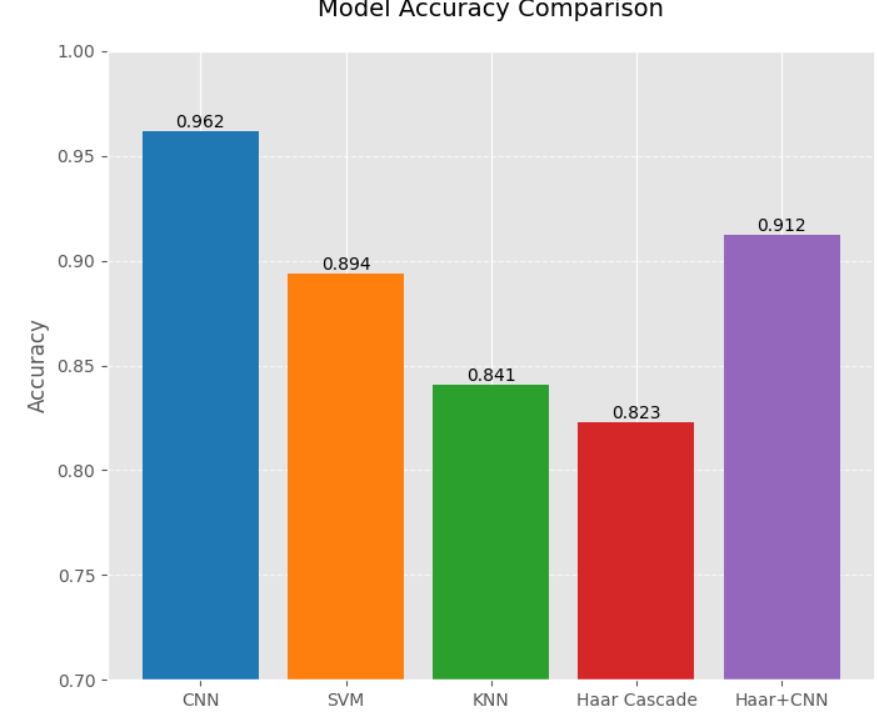 Model Accuracy Comparison
1.00
0.95
0.90
0.85
0.80
0.75
0.70
Accuracy
0.962
0.894
0.841
0.823
0.912
CNN
SVM
KNN
Haar Cascade
Haar+CNN